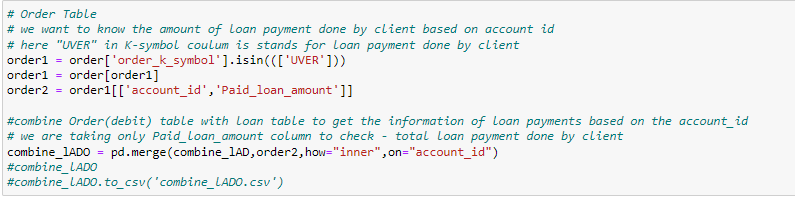 # Order Table
# we want to know the amount of loan payment done by client based on account id
# here "UVER" in K-symbol coulum is stands for loan payment done by client
order1 = order['order_k_symbol'].isin((['UVER']))
order1 = order[order1]
order2 = order1[['account_id','Paid_loan_amount']]
#combine Order(debit) table with loan table to get the information of loan payments based on the account_id
# we are taking only Paid_loan_amount column to check - total loan payment done by client
combine_lADO = pd.merge(combine_lAD,order2,how="inner",on="account_id")
#combine_lADO
#combine_lADO.to_csv('combine_lADO.csv')